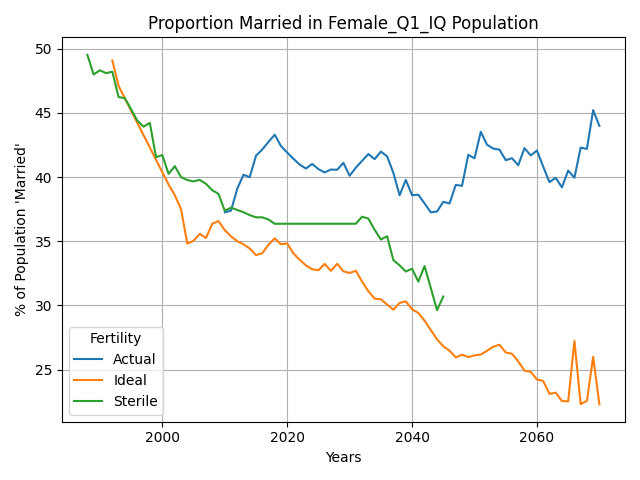 Proportion Married in Female_Q1_IQ Population
% of Population 'Married'
50
45
40
35
30
25
Fertility
Actual
Ideal
Sterile
2000
2020
2040
2060
Years